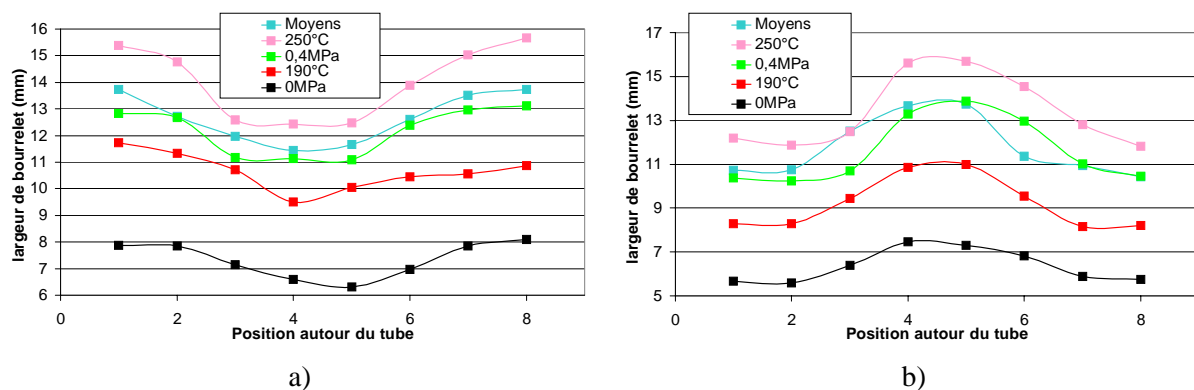 Moyens
250°C
0,4MPa
190°C
0MPa
largeur de bourrelet (mm)
16
15
14
13
12
11
10
9
8
7
6
0
2
4
6
8
Position autour du tube
a)
Moyens
250°C
0,4MPa
190°C
0MPa
largeur de bourrelet (mm)
17
15
13
11
9
7
5
0
2
4
6
8
Position autour du tube
b)